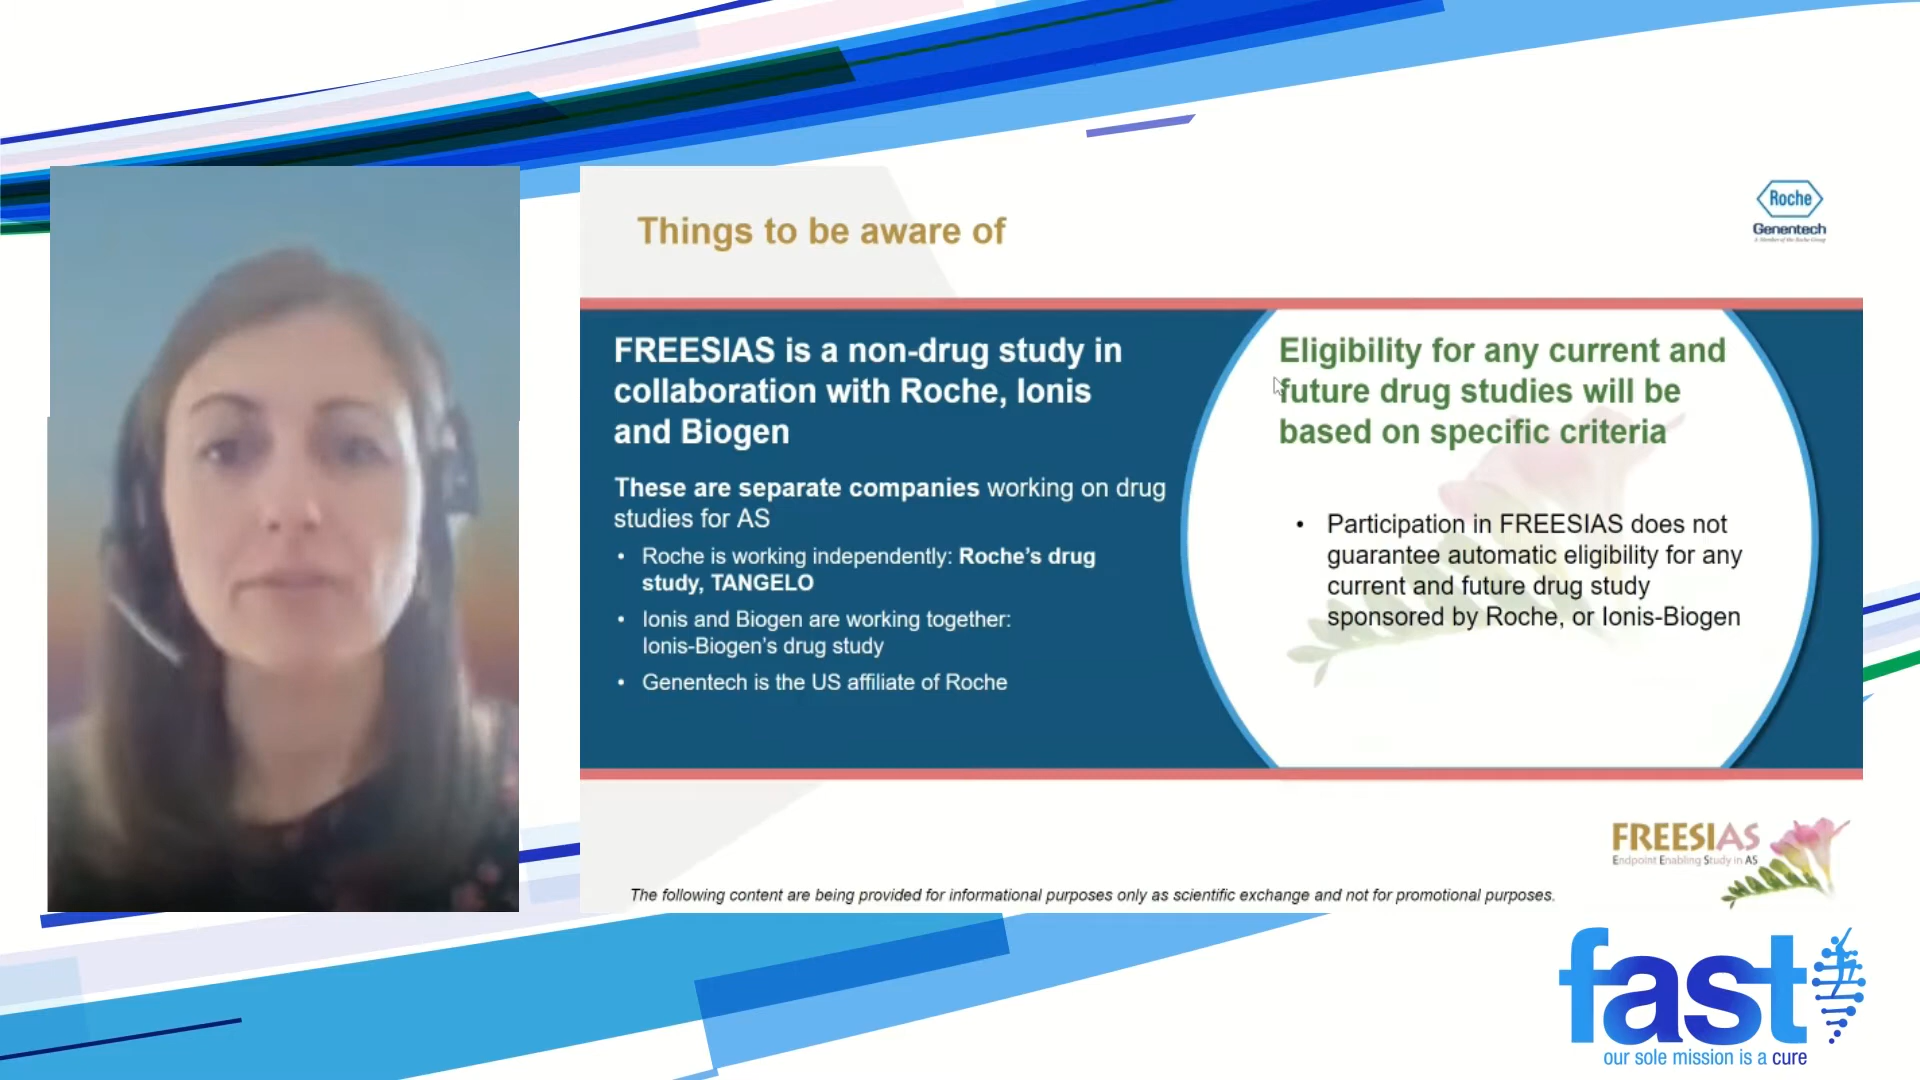 Things to be aware of
Roche
Genentech
A Member of the Roche Group
FREESIAS is a non-drug study in
collaboration with Roche, Ionis
and Biogen
These are separate companies working on drug
studies for AS
• Roche is working independently: Roche's drug
study, TANGELO
• Ionis and Biogen are working together:
Ionis-Biogen's drug study
• Genentech is the US affiliate of Roche
Eligibility for any current and
future drug studies will be
based on specific criteria
• Participation in FREESIAS does not
guarantee automatic eligibility for any
current and future drug study
sponsored by Roche, or Ionis-Biogen
FREESIAS
Endpoint Enabling Study in AS
The following content are being provided for informational purposes only as scientific exchange and not for promotional purposes.
fast
our sole mission is a cure